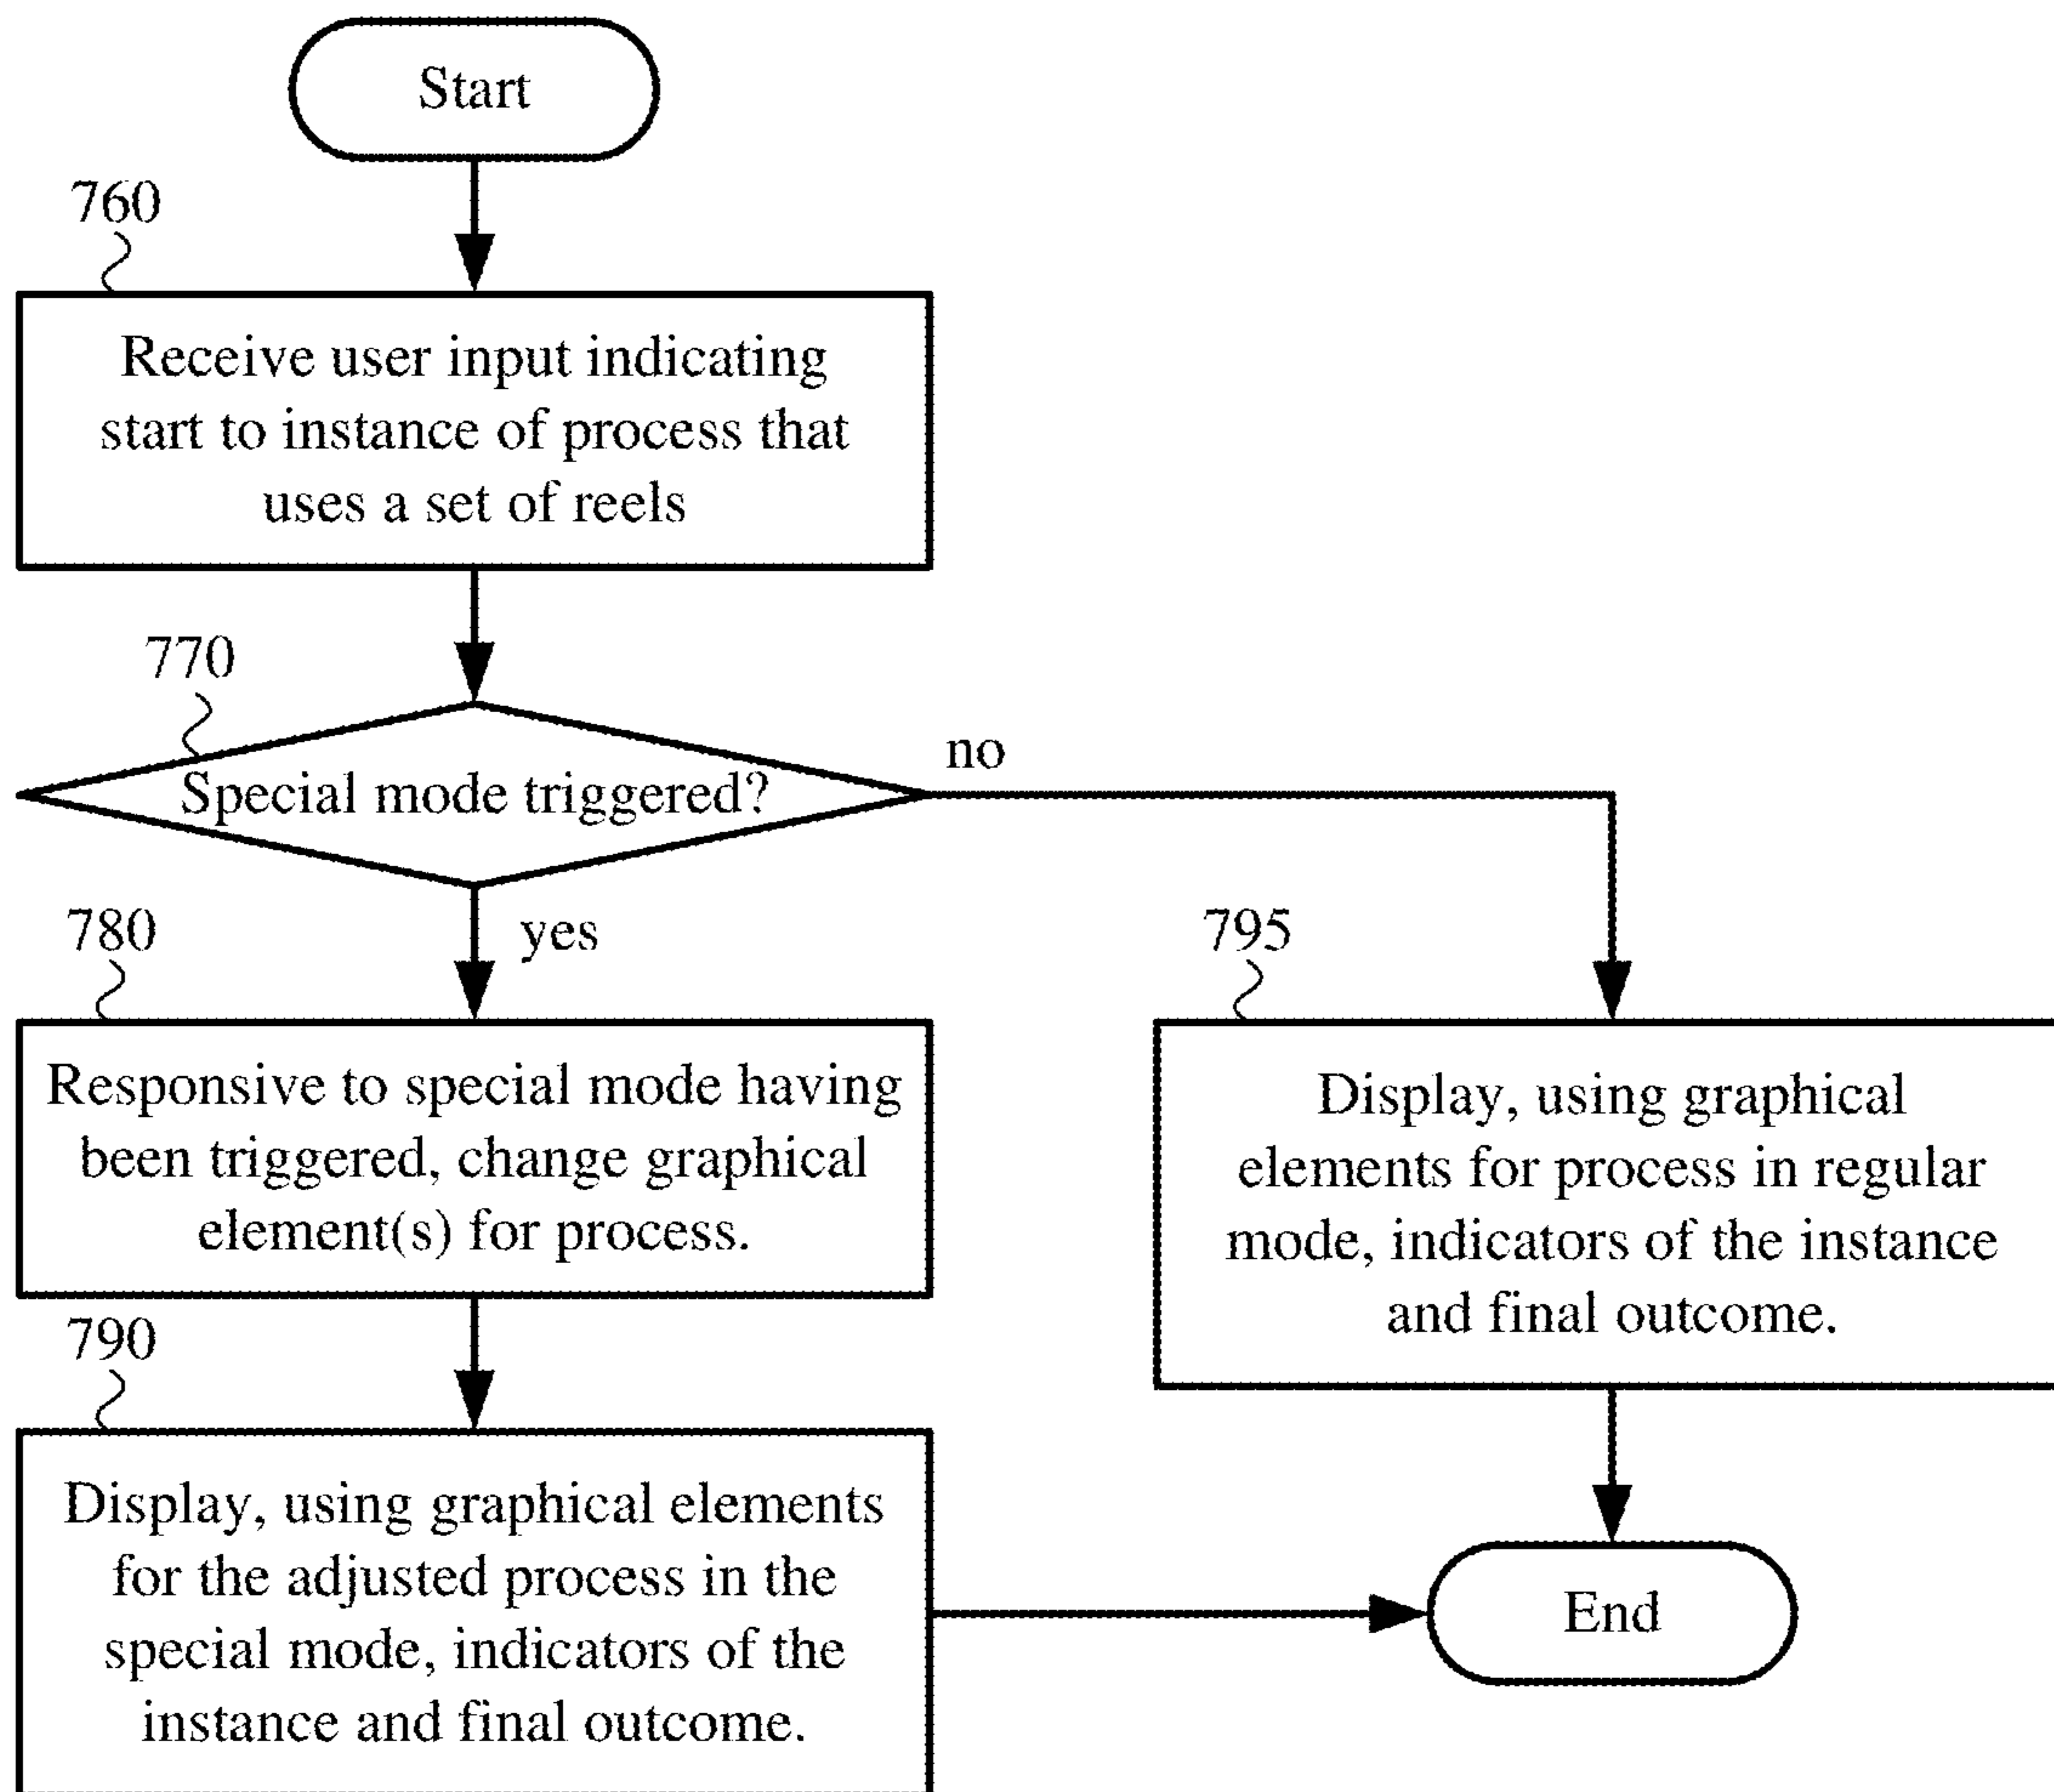 Start
760
Receive user input indicating
start to instance of process that
uses a set of reels
770
Special mode triggered?
no
yes
780
Responsive to special mode having
been triggered, change graphical
element(s) for process.
795
Display, using graphical
elements for process in regular
mode, indicators of the instance
and final outcome.
790
Display, using graphical elements
for the adjusted process in the
special mode, indicators of the
instance and final outcome.
End